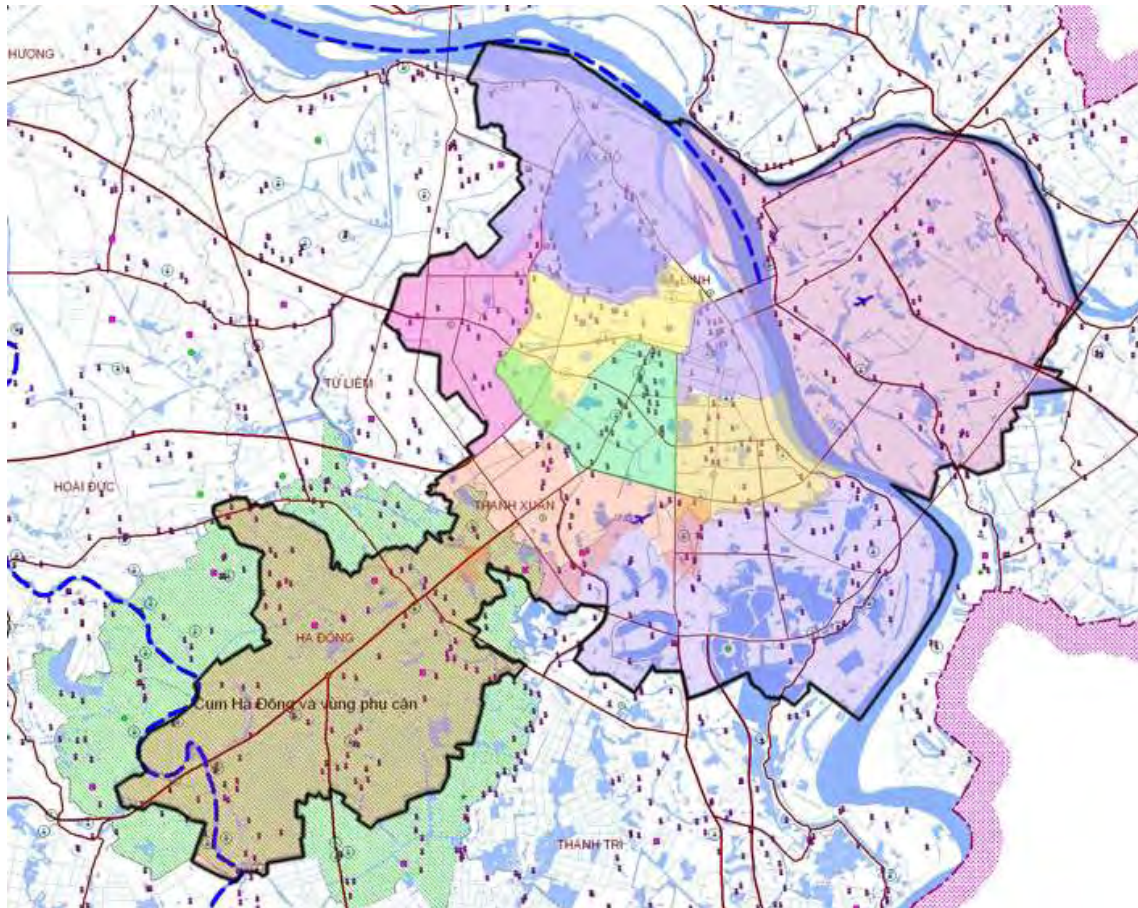 HƯƠNG
TÂY HỒ
LINH
TỪ LIÊM
HOÀI ĐỨC
THANH XUÂN
HÀ ĐÔNG
Cụm Hà Đông và vùng phụ cận
THANH TRÌ